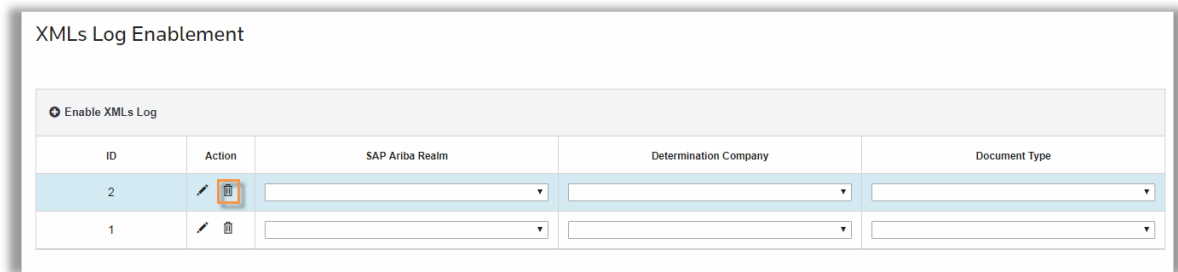 XMLs Log Enablement
Enable XMLs Log
ID Action SAP Ariba Realm Determination Company Document Type
2
1